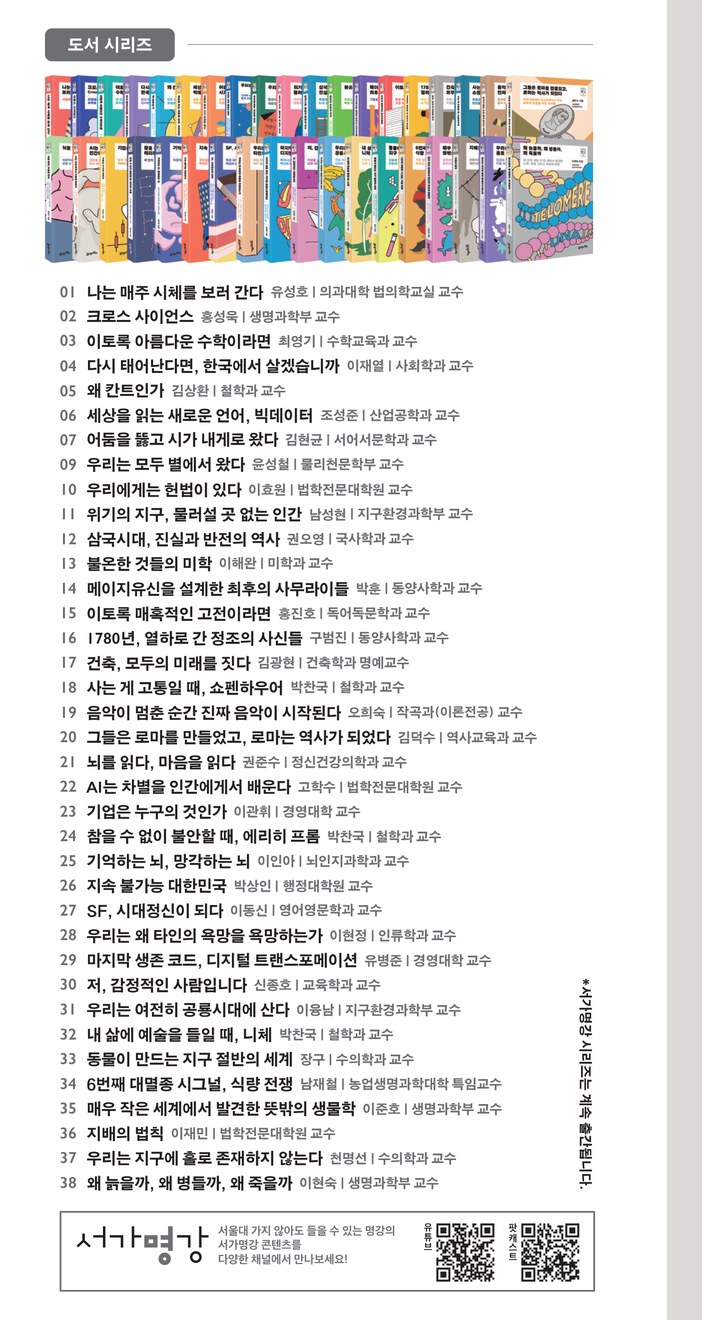 도서 시리즈
그들은 로마를 만들었고,
로마는 역사가 되었다
왜 늙을까, 왜 병들까,
왜 죽을까
TELOMERE
01 나는 매주 시체를 보러 간다 유성호 | 의과대학 법의학교실 교수
02 크로스 사이언스 홍성욱 | 생명과학부 교수
03 이토록 아름다운 수학이라면 최영기 | 수학교육과 교수
04 다시 태어난다면, 한국에서 살겠습니까 이재열 | 사회학과 교수
05 왜 칸트인가 김상환 | 철학과 교수
06 세상을 읽는 새로운 언어, 빅데이터 조성준 | 산업공학과 교수
07 어둠을 뚫고 시가 내게로 왔다 김현균 | 서어서문학과 교수
09 우리는 모두 별에서 왔다 윤성철 | 물리천문학부 교수
10 우리에게는 헌법이 있다 이효원 | 법학전문대학원 교수
11 위기의 지구, 물러설 곳 없는 인간 남성현 | 지구환경과학부 교수
12 삼국시대, 진실과 반전의 역사 권오영 | 국사학과 교수
13 불온한 것들의 미학 이해완 | 미학과 교수
14 메이지유신을 설계한 최후의 사무라이들 박훈 | 동양사학과 교수
15 이토록 매혹적인 고전이라면 홍진호 | 독어독문학과 교수
16 1780년, 열하로 간 정조의 사신들 구범진 | 동양사학과 교수
17 건축, 모두의 미래를 짓다 김광현 | 건축학과 명예교수
18 사는 게 고통일 때, 쇼펜하우어 박찬국 | 철학과 교수
19 음악이 멈춘 순간 진짜 음악이 시작된다 오희숙 | 작곡과(이론전공) 교수
20 그들은 로마를 만들었고, 로마는 역사가 되었다 김덕수 | 역사교육과 교수
21 뇌를 읽다, 마음을 읽다 권준수 | 정신건강의학과 교수
22 AI는 차별을 인간에게서 배운다 고학수 | 법학전문대학원 교수
23 기업은 누구의 것인가 이관휘 | 경영대학 교수
24 참을 수 없이 불안할 때, 에리히 프롬 박찬국 | 철학과 교수
25 기억하는 뇌, 망각하는 뇌 이인아 | 뇌인지과학과 교수
26 지속 불가능 대한민국 박상인 | 행정대학원 교수
27 SF, 시대정신이 되다 이동신 | 영어영문학과 교수
28 우리는 왜 타인의 욕망을 욕망하는가 이현정 | 인류학과 교수
29 마지막 생존 코드, 디지털 트랜스포메이션 유병준 | 경영대학 교수
30 저, 감정적인 사람입니다 신종호 | 교육학과 교수
31 우리는 여전히 공룡시대에 산다 이융남 | 지구환경과학부 교수
32 내 삶에 예술을 들일 때, 니체 박찬국 | 철학과 교수
33 동물이 만드는 지구 절반의 세계 장구 | 수의학과 교수
34 6번째 대멸종 시그널, 식량 전쟁 남재철 | 농업생명과학대학 특임교수
35 매우 작은 세계에서 발견한 뜻밖의 생물학 이준호 | 생명과학부 교수
36 지배의 법칙 이재민 | 법학전문대학원 교수
37 우리는 지구에 홀로 존재하지 않는다 천명선 | 수의학과 교수
38 왜 늙을까, 왜 병들까, 왜 죽을까 이현숙 | 생명과학부 교수
*서가명강 시리즈는 계속 출간됩니다.
서가명강
서울대 가지 않아도 들을 수 있는 명강의
서가명강 콘텐츠를
다양한 채널에서 만나보세요!
유튜브
팟캐스트